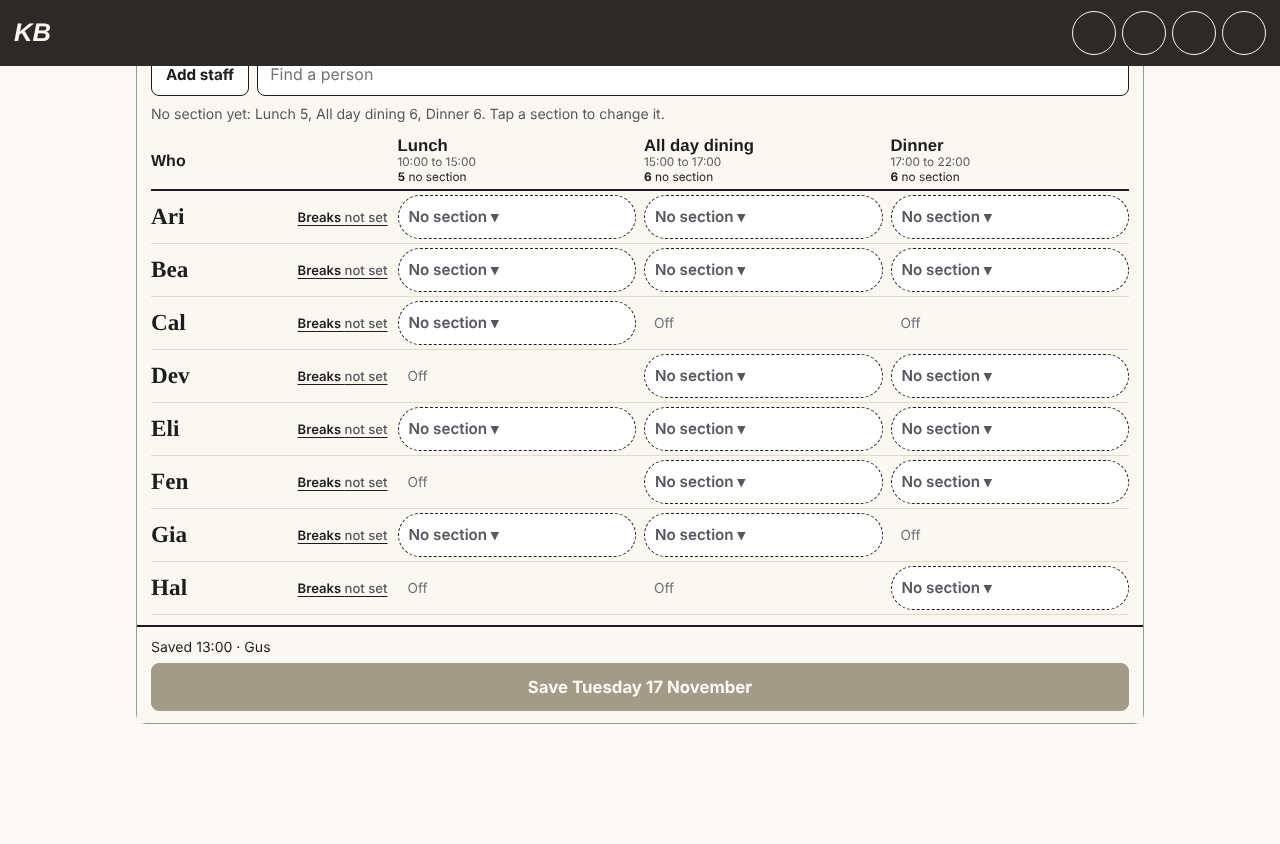 KB
Add staff Find a person
No section yet: Lunch 5, All day dining 6, Dinner 6. Tap a section to change it.
Who Lunch All day dining Dinner
10:00 to 15:00 15:00 to 17:00 17:00 to 22:00
5 no section 6 no section 6 no section
Ari Breaks not set No section ▾ No section ▾ No section ▾
Bea Breaks not set No section ▾ No section ▾ No section ▾
Cal Breaks not set No section ▾ Off Off
Dev Breaks not set Off No section ▾ No section ▾
Eli Breaks not set No section ▾ No section ▾ No section ▾
Fen Breaks not set Off No section ▾ No section ▾
Gia Breaks not set No section ▾ No section ▾ Off
Hal Breaks not set Off Off No section ▾
Saved 13:00 · Gus
Save Tuesday 17 November